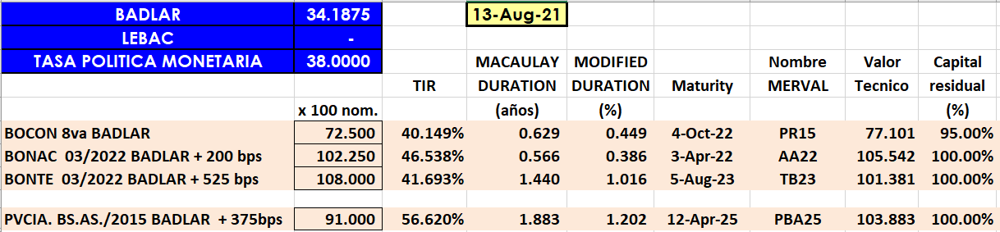 BADLAR 34.1875 13-Aug-21
LEBAC -
TASA POLITICA MONETARIA 38.0000 MACAULAY MODIFIED Nombre Valor Capital
TIR DURATION DURATION Maturity MERVAL Tecnico residual
x 100 nom. (años) (%) (%)
BOCON 8va BADLAR 72.500 40.149% 0.629 0.449 4-Oct-22 PR15 77.101 95.00%
BONAC 03/2022 BADLAR + 200 bps 102.250 46.538% 0.566 0.386 3-Apr-22 AA22 105.542 100.00%
BONTE 03/2022 BADLAR + 525 bps 108.000 41.693% 1.440 1.016 5-Aug-23 TB23 101.381 100.00%
PVCIA. BS.AS./2015 BADLAR + 375bps 91.000 56.620% 1.883 1.202 12-Apr-25 PBA25 103.883 100.00%